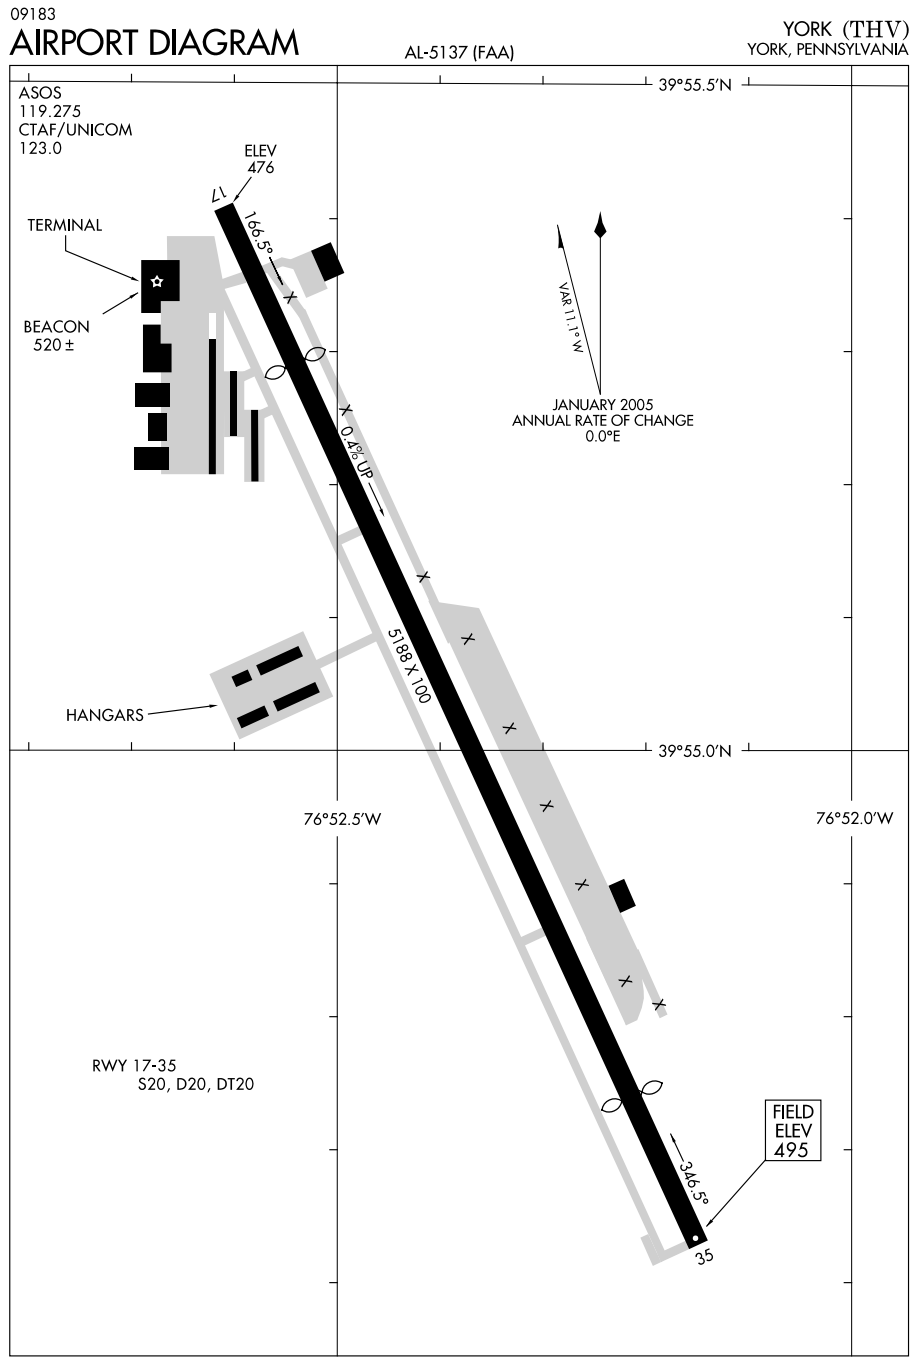 09183
AIRPORT DIAGRAM
AL-5137 (FAA)
YORK (THV)
YORK, PENNSYLVANIA
39°55.5'N
ASOS
119.275
CTAF/UNICOM
123.0
ELEV
476
17
166.5°
TERMINAL
BEACON
520 ±
X
VAR 11.1° W
JANUARY 2005
ANNUAL RATE OF CHANGE
0.0°E
X
0.4% UP
X
5188 X 100
X
HANGARS
X
39°55.0'N
X
76°52.5'W
76°52.0'W
X
X
X
RWY 17-35
S20, D20, DT20
FIELD
ELEV
495
346.5°
35